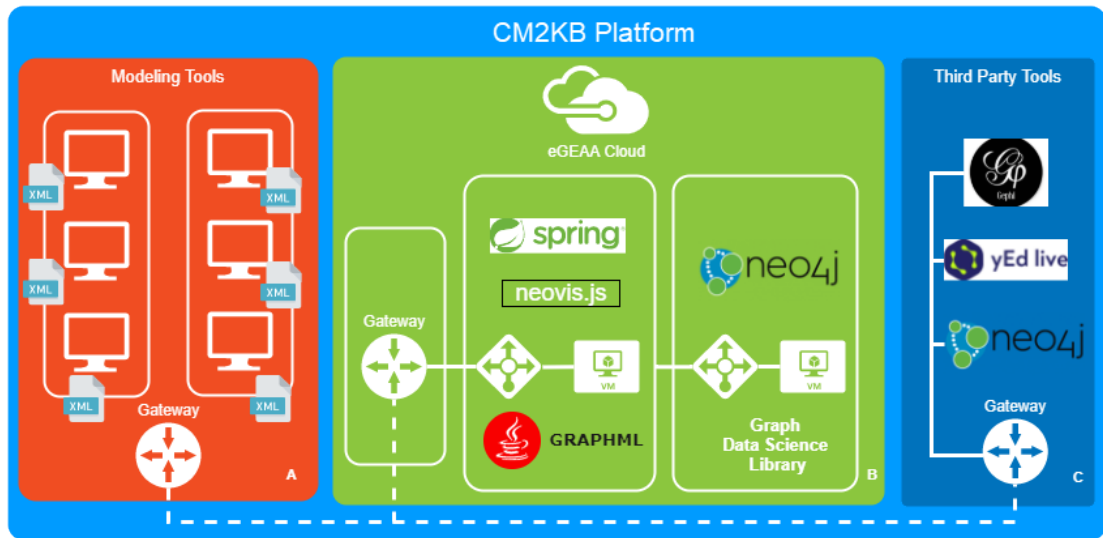 CM2KB Platform
Modeling Tools
XML
XML
XML
XML
XML
XML
Gateway
A
eGEAA Cloud
Gateway
spring
neovis.js
VM
GRAPHML
neo4j
VM
Graph
Data Science
Library
B
Third Party Tools
Gephi
yEd live
neo4j
Gateway
C